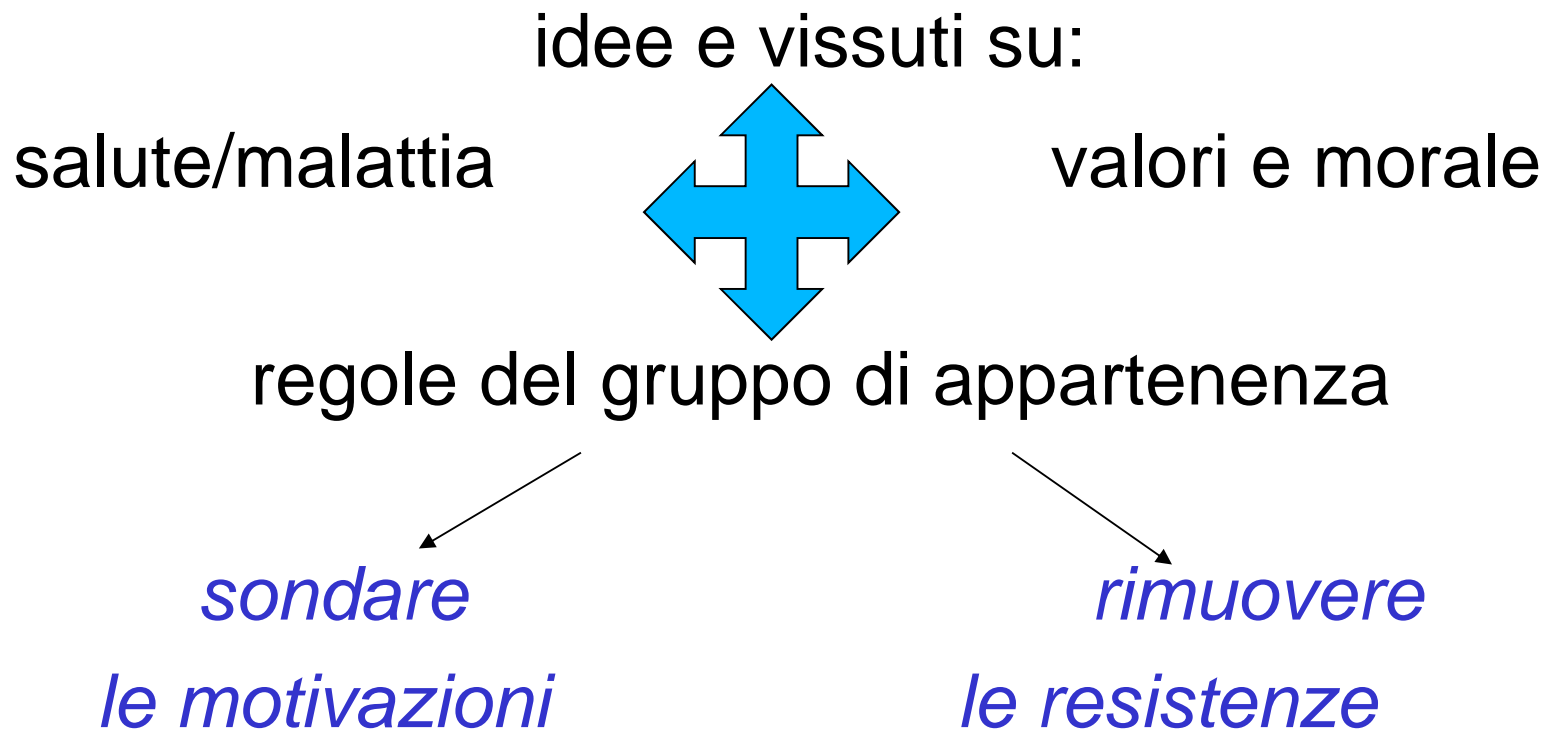 idee e vissuti su:
salute/malattia
valori e morale
regole del gruppo di appartenenza
sondare
le motivazioni
rimuovere
le resistenze